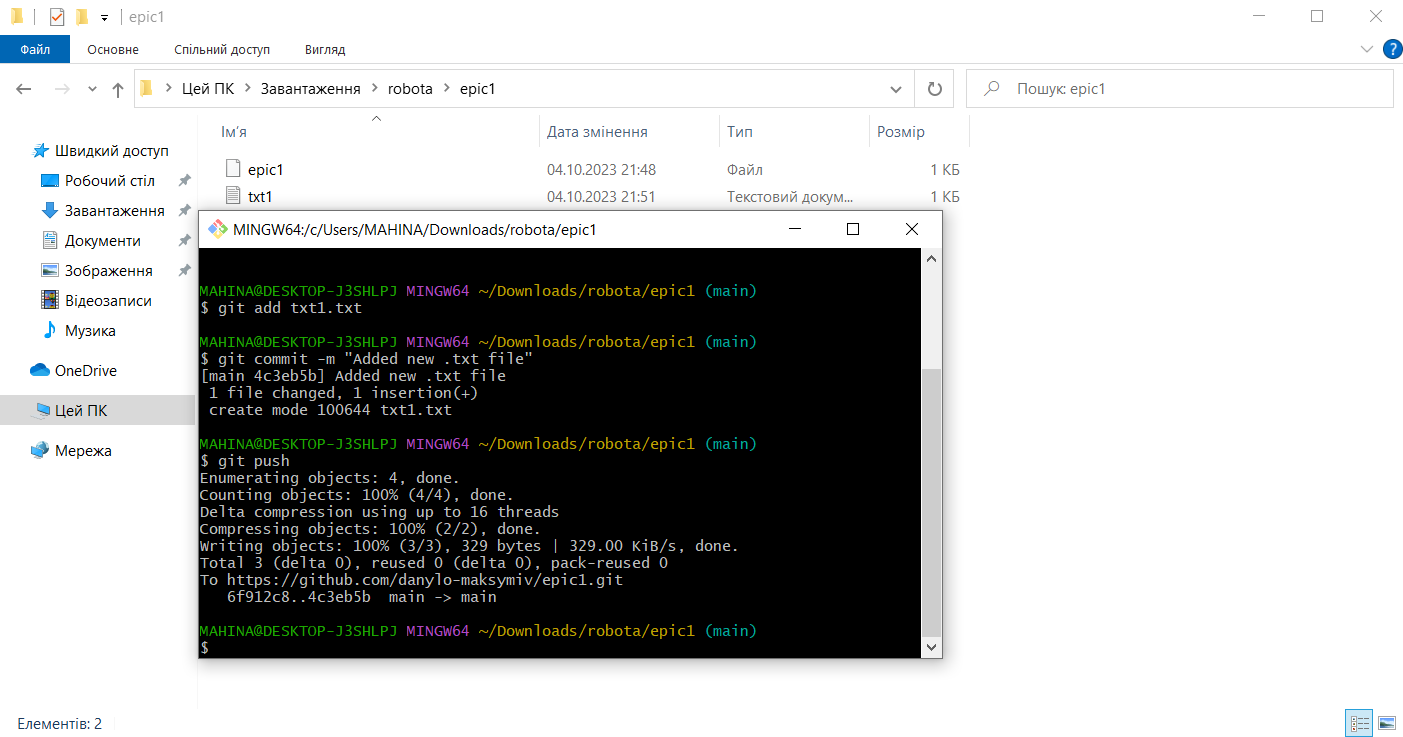 epic1
Файл Основне Спільний доступ Вигляд ?
Цей ПК Завантаження robota epic1 Пошук: epic1
Ім’я Дата змінення Тип Розмір
epic1 04.10.2023 21:48 Файл 1 КБ
txt1 04.10.2023 21:51 Текстовий докум... 1 КБ
Швидкий доступ
Робочий стіл
Завантаження
Документи
Зображення
Відеозаписи
Музика
OneDrive
Цей ПК
Мережа
MINGW64:/c/Users/MAHINA/Downloads/robota/epic1
MAHINA@DESKTOP-J3SHLPJ MINGW64 ~/Downloads/robota/epic1 (main)
$ git add txt1.txt
MAHINA@DESKTOP-J3SHLPJ MINGW64 ~/Downloads/robota/epic1 (main)
$ git commit -m "Added new .txt file"
[main 4c3eb5b] Added new .txt file
1 file changed, 1 insertion(+)
create mode 100644 txt1.txt
MAHINA@DESKTOP-J3SHLPJ MINGW64 ~/Downloads/robota/epic1 (main)
$ git push
Enumerating objects: 4, done.
Counting objects: 100% (4/4), done.
Delta compression using up to 16 threads
Compressing objects: 100% (2/2), done.
Writing objects: 100% (3/3), 329 bytes | 329.00 KiB/s, done.
Total 3 (delta 0), reused 0 (delta 0), pack-reused 0
To https://github.com/danylo-maksymiv/epic1.git
6f912c8..4c3eb5b main -> main
MAHINA@DESKTOP-J3SHLPJ MINGW64 ~/Downloads/robota/epic1 (main)
$
Елементів: 2